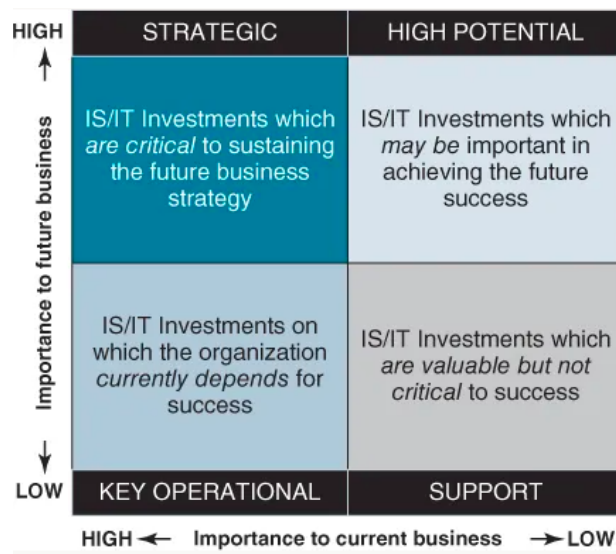 HIGH
STRATEGIC
HIGH POTENTIAL
Importance to future business
IS/IT Investments which
are critical to sustaining
the future business
strategy
IS/IT Investments which
may be important in
achieving the future
success
IS/IT Investments on
which the organization
currently depends for
success
IS/IT Investments which
are valuable but not
critical to success
LOW
KEY OPERATIONAL
SUPPORT
HIGH
Importance to current business
LOW